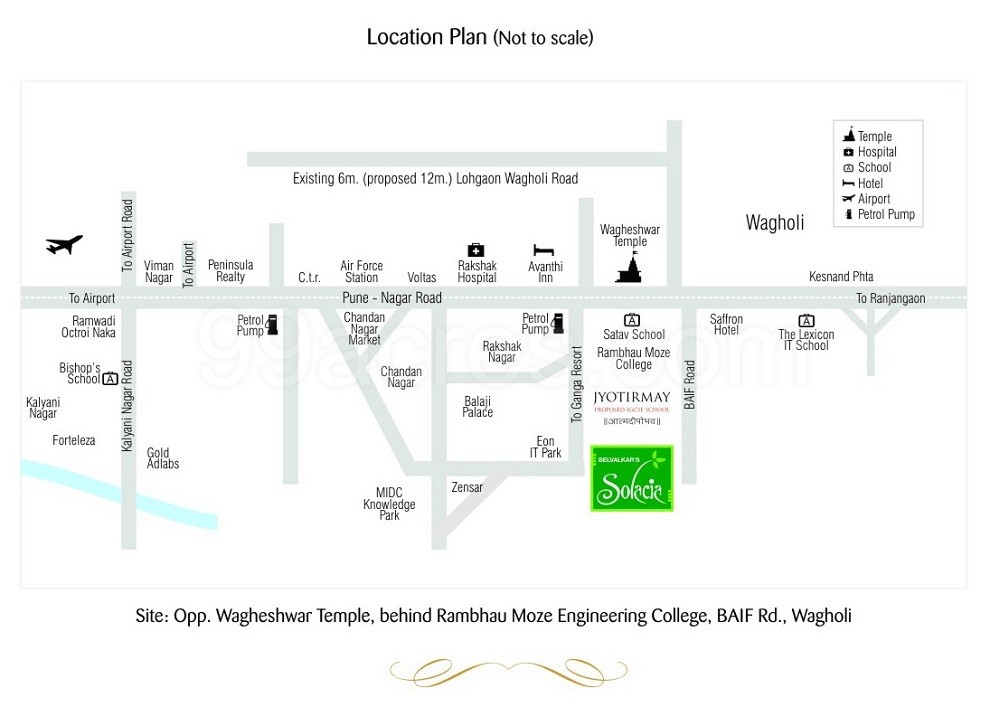 Location Plan (Not to scale)
Temple
Hospital
School
Hotel
Airport
Petrol Pump
Existing 6m. (proposed 12m.) Lohgaon Wagholi Road
Wagholi
To Airport Road
Viman
Nagar
To Airport
Peninsula
Realty
C.t.r.
Air Force
Station
Voltas
Rakshak
Hospital
Avanthi
Inn
Wagheshwar
Temple
Kesnand Phta
To Airport
Pune - Nagar Road
To Ranjangaon
Ramwadi
Octroi Naka
Petrol
Pump
Chandan
Nagar
Market
Petrol
Pump
Satav School
Saffron
Hotel
The Lexicon
IT School
Rakshak
Nagar
Rambhau Moze
College
Bishop's
School
Kalyani Nagar Road
Chandan
Nagar
To Ganga Resort
BAIF Road
Kalyani
Nagar
Balaji
Palace
JYOTIRMAY
PROPOSED IGCSE SCHOOL
||आत्मदीपोभव||
Forteleza
Gold
Adlabs
Eon
IT Park
BELVALKAR'S
Solacia
MIDC
Knowledge
Park
Zensar
99acres.com
Site: Opp. Wagheshwar Temple, behind Rambhau Moze Engineering College, BAIF Rd., Wagholi